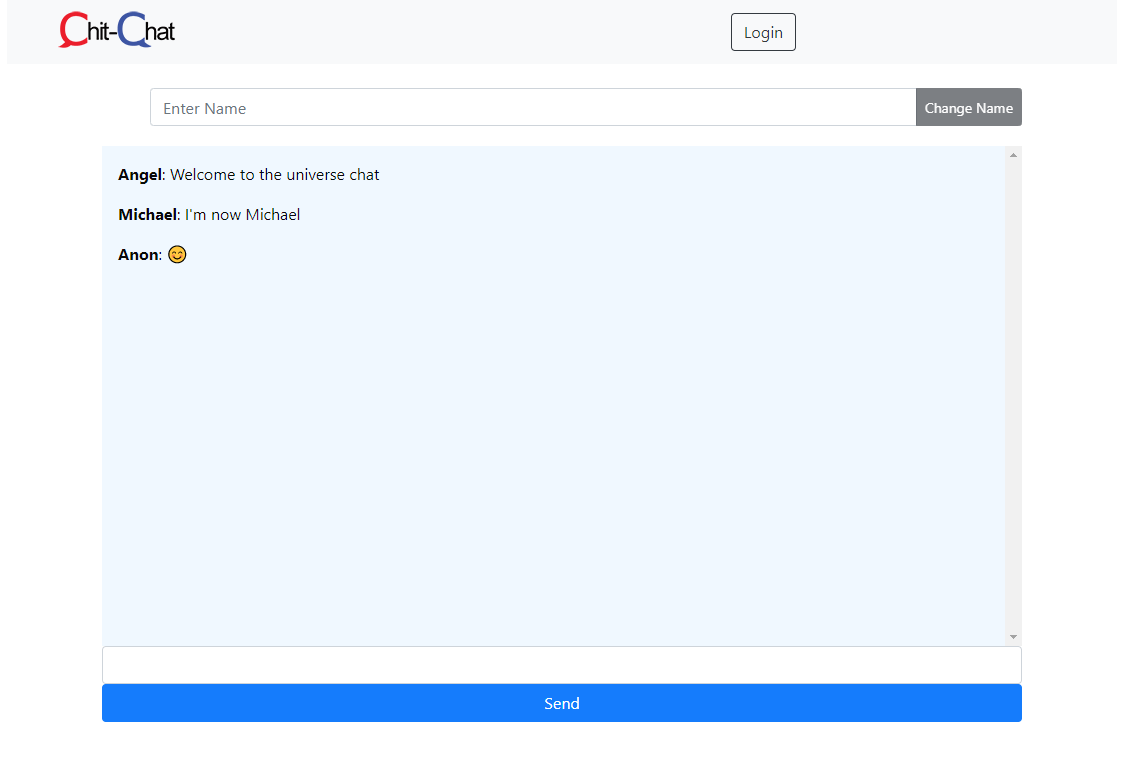 Chit-Chat
Login
Enter Name
Change Name
Angel: Welcome to the universe chat
Michael: I'm now Michael
Anon: 😊
Send